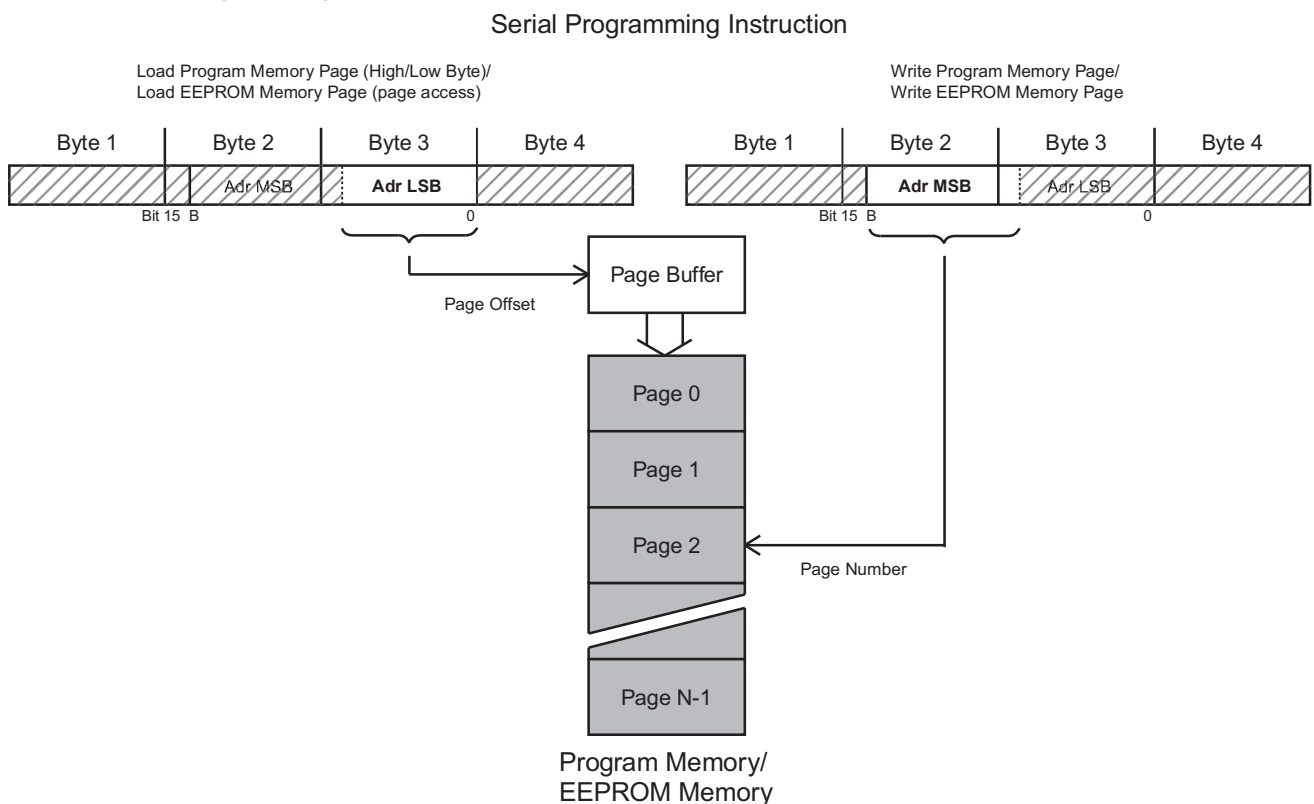 Serial Programming Instruction
Load Program Memory Page (High/Low Byte)/
Load EEPROM Memory Page (page access)
Write Program Memory Page/
Write EEPROM Memory Page
Byte 1 Byte 2 Byte 3 Byte 4
Byte 1 Byte 2 Byte 3 Byte 4
Adr MSB Adr LSB
Adr MSB Adr LSB
Bit 15 B 0
Bit 15 B 0
Page Buffer
Page Offset
Page 0
Page 1
Page 2
Page Number
Page N-1
Program Memory/
EEPROM Memory